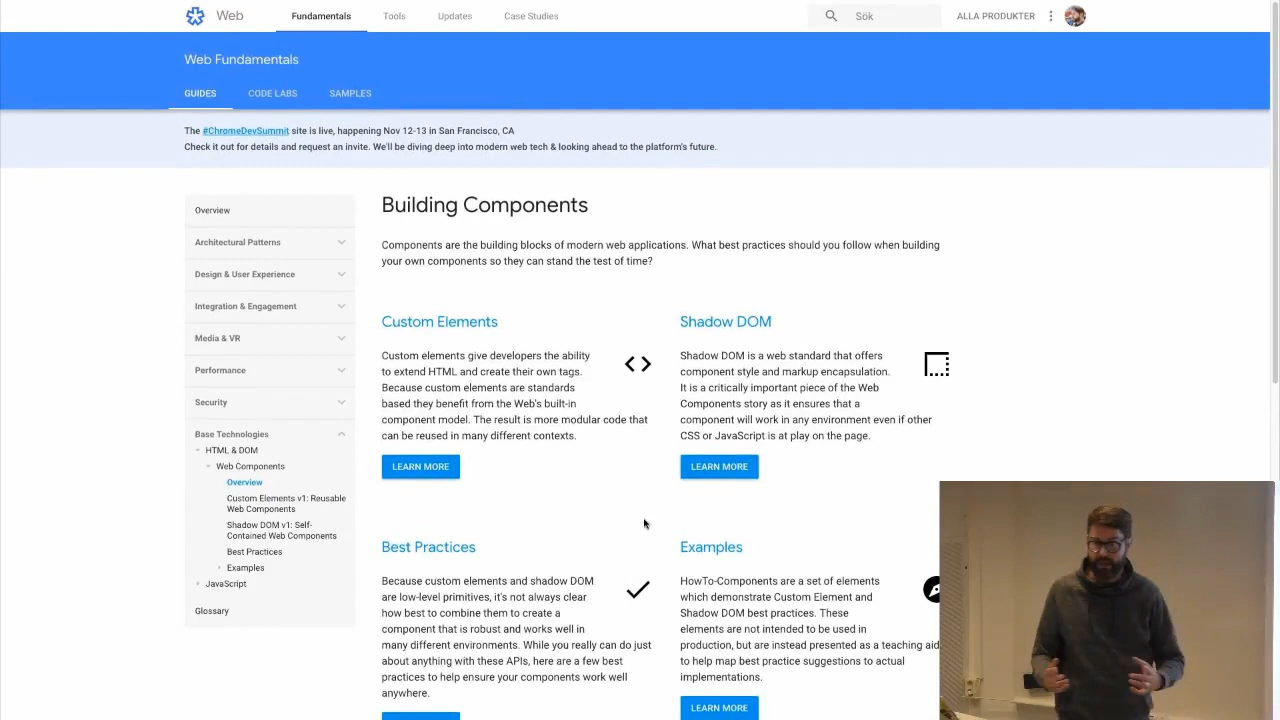 Web
Fundamentals
Tools
Updates
Case Studies
Sök
ALLA PRODUKTER
Web Fundamentals
GUIDES
CODE LABS
SAMPLES
The #ChromeDevSummit site is live, happening Nov 12-13 in San Francisco, CA
Check it out for details and request an invite. We'll be diving deep into modern web tech & looking ahead to the platform's future.
Overview
Architectural Patterns
Design & User Experience
Integration & Engagement
Media & VR
Performance
Security
Base Technologies
HTML & DOM
Web Components
Overview
Custom Elements v1: Reusable
Web Components
Shadow DOM v1: Self-
Contained Web Components
Best Practices
Examples
JavaScript
Glossary
Building Components
Components are the building blocks of modern web applications. What best practices should you follow when building
your own components so they can stand the test of time?
Custom Elements
Custom elements give developers the ability
to extend HTML and create their own tags.
Because custom elements are standards
based they benefit from the Web's built-in
component model. The result is more modular code that
can be reused in many different contexts.
LEARN MORE
Shadow DOM
Shadow DOM is a web standard that offers
component style and markup encapsulation.
It is a critically important piece of the Web
Components story as it ensures that a
component will work in any environment even if other
CSS or JavaScript is at play on the page.
LEARN MORE
Best Practices
Because custom elements and shadow DOM
are low-level primitives, it's not always clear
how best to combine them to create a
component that is robust and works well in
many different environments. While you really can do just
about anything with these APIs, here are a few best
practices to help ensure your components work well
anywhere.
Examples
HowTo-Components are a set of elements
which demonstrate Custom Element and
Shadow DOM best practices. These
elements are not intended to be used in
production, but are instead presented as a teaching aid
to help map best practice suggestions to actual
implementations.
LEARN MORE